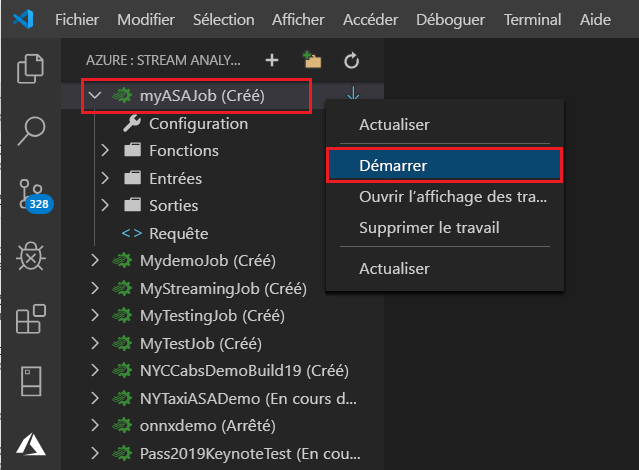 Fichier Édition Sélection Afficher Accéder Déboguer Terminal Aide
AZURE : STREAM ANALY...
myASAJob (Créé)
Configuration
Fonctions
Entrées
328
Sorties
<> Requête
MydemoJob (Créé)
MyStreamingJob (Créé)
MyTestingJob (Créé)
MyTestJob (Créé)
NYCCabsDemoBuild19 (Créé)
NYTaxiASADemo (En cours d...
onnxdemo (Arrêté)
Pass2019KeynoteTest (En cou...
Actualiser
Démarrer
Ouvrir l’affichage des tra...
Supprimer le travail
Actualiser